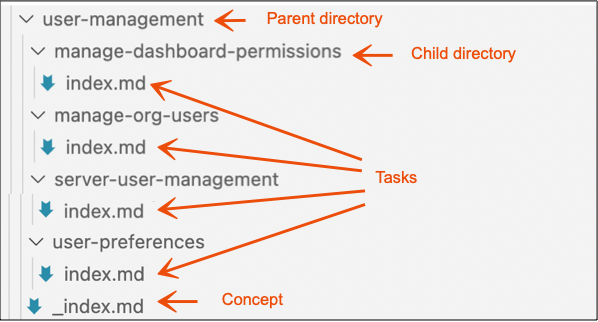 user-management Parent directory
manage-dashboard-permissions Child directory
index.md
manage-org-users
index.md
Tasks
server-user-management
index.md
user-preferences
index.md
_index.md Concept